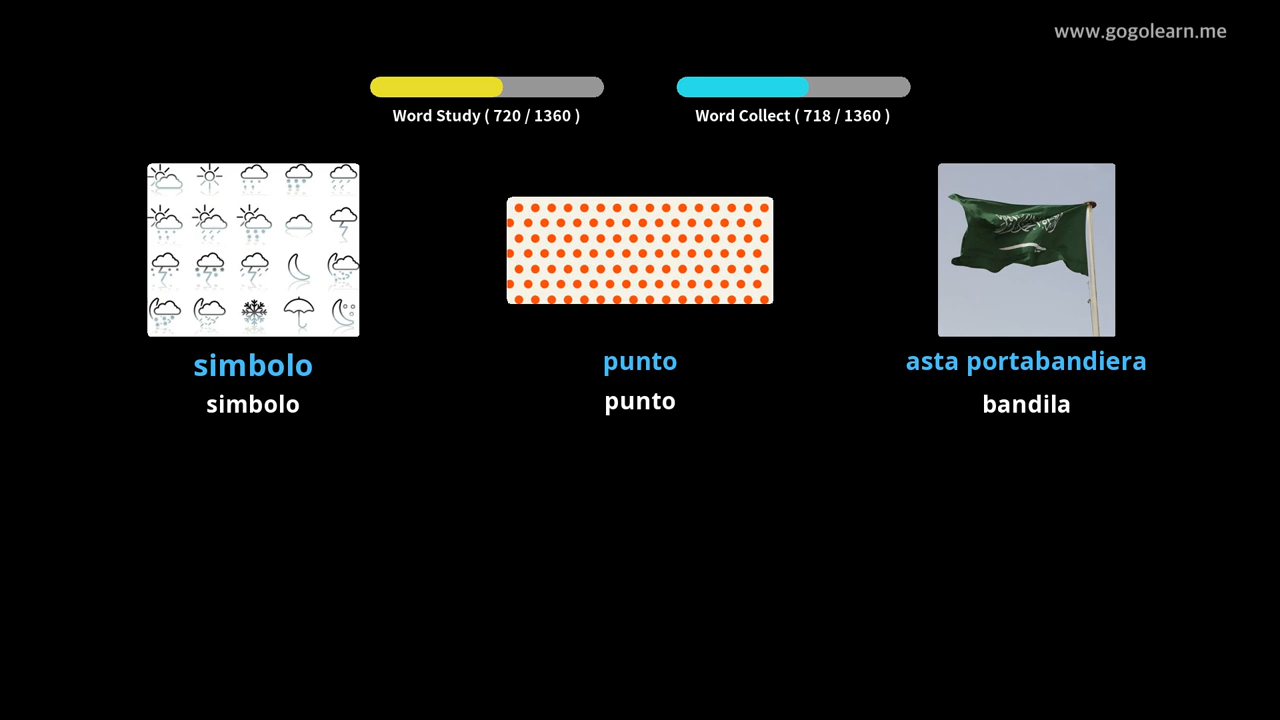 www.gogolearn.me
Word Study ( 720 / 1360 )
Word Collect ( 718 / 1360 )
simbolo
simbolo
punto
punto
asta portabandiera
bandila